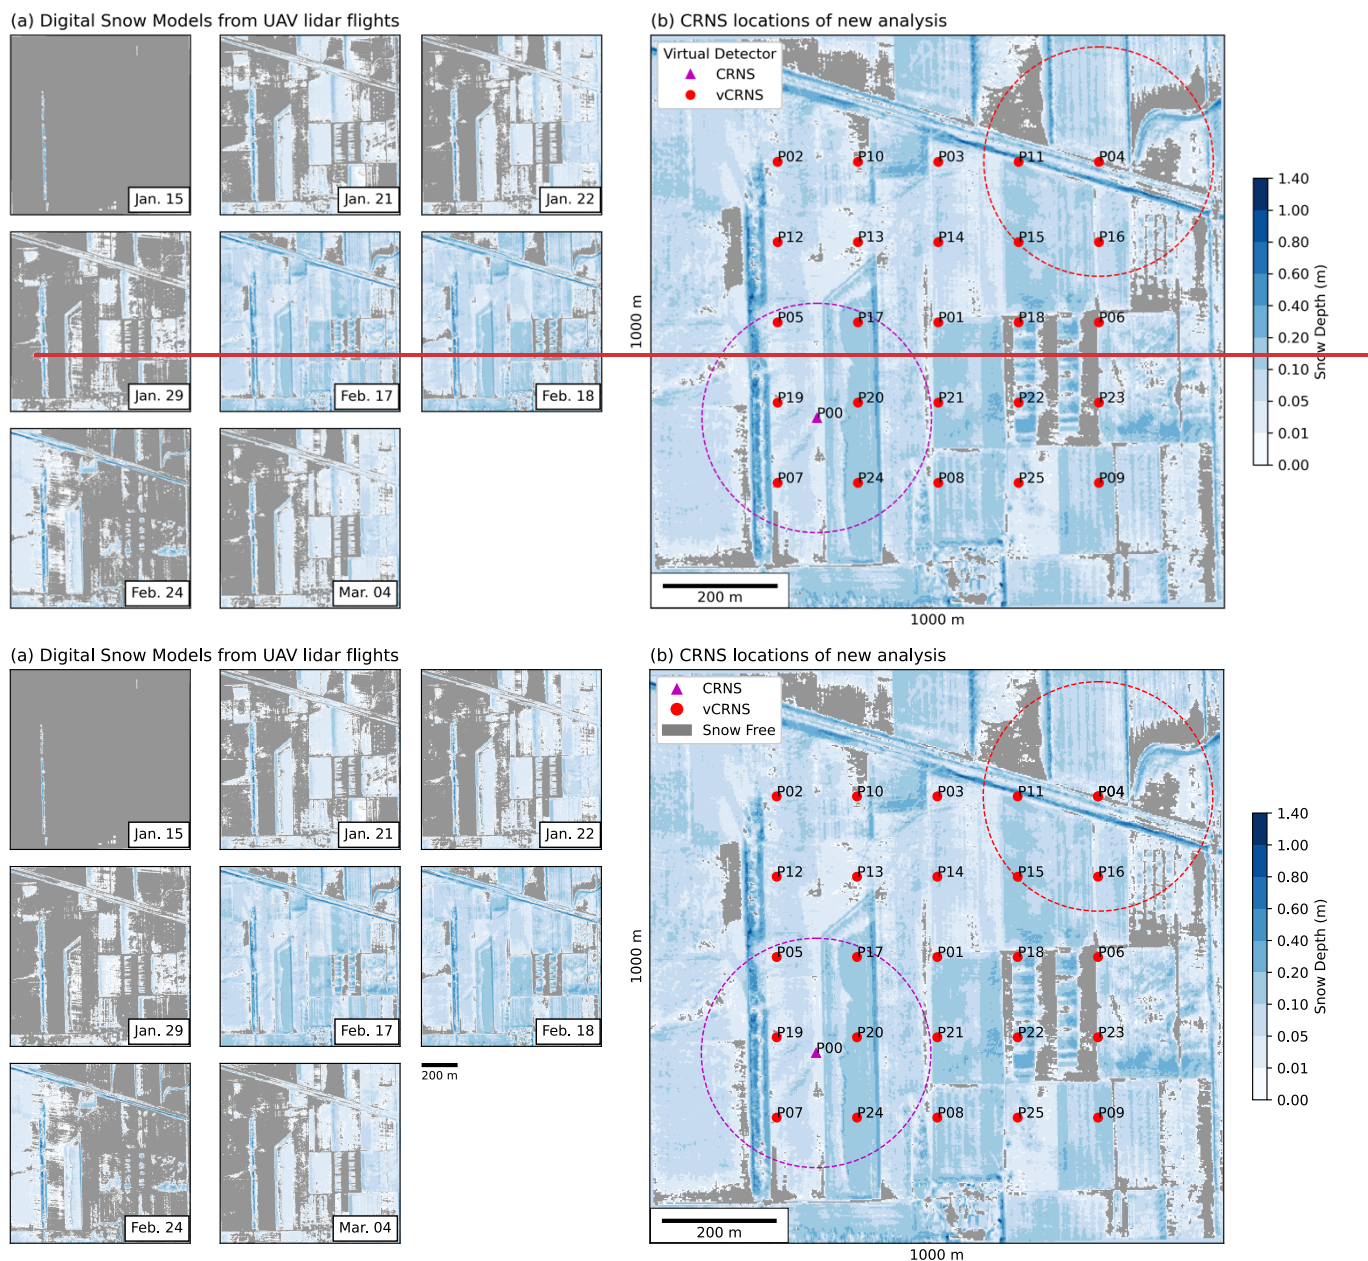 (a) Digital Snow Models from UAV lidar flights
Jan. 15
Jan. 21
Jan. 22
Jan. 29
Feb. 17
Feb. 18
Feb. 24
Mar. 04
(b) CRNS locations of new analysis
Virtual Detector
CRNS
vCRNS
P02
P10
P03
P11
P04
P12
P13
P14
P15
P16
P05
P17
P01
P18
P06
P19
P00
P20
P21
P22
P23
P07
P24
P08
P25
P09
200 m
1000 m
1000 m
1.40
1.00
0.80
0.60
0.40
0.20
0.10
0.05
0.01
0.00
Snow Depth (m)
(a) Digital Snow Models from UAV lidar flights
Jan. 15
Jan. 21
Jan. 22
Jan. 29
Feb. 17
Feb. 18
200 m
Feb. 24
Mar. 04
(b) CRNS locations of new analysis
CRNS
vCRNS
Snow Free
P02
P10
P03
P11
P04
P12
P13
P14
P15
P16
P05
P17
P01
P18
P06
P19
P00
P20
P21
P22
P23
P07
P24
P08
P25
P09
200 m
1000 m
1000 m
1.40
1.00
0.80
0.60
0.40
0.20
0.10
0.05
0.01
0.00
Snow Depth (m)